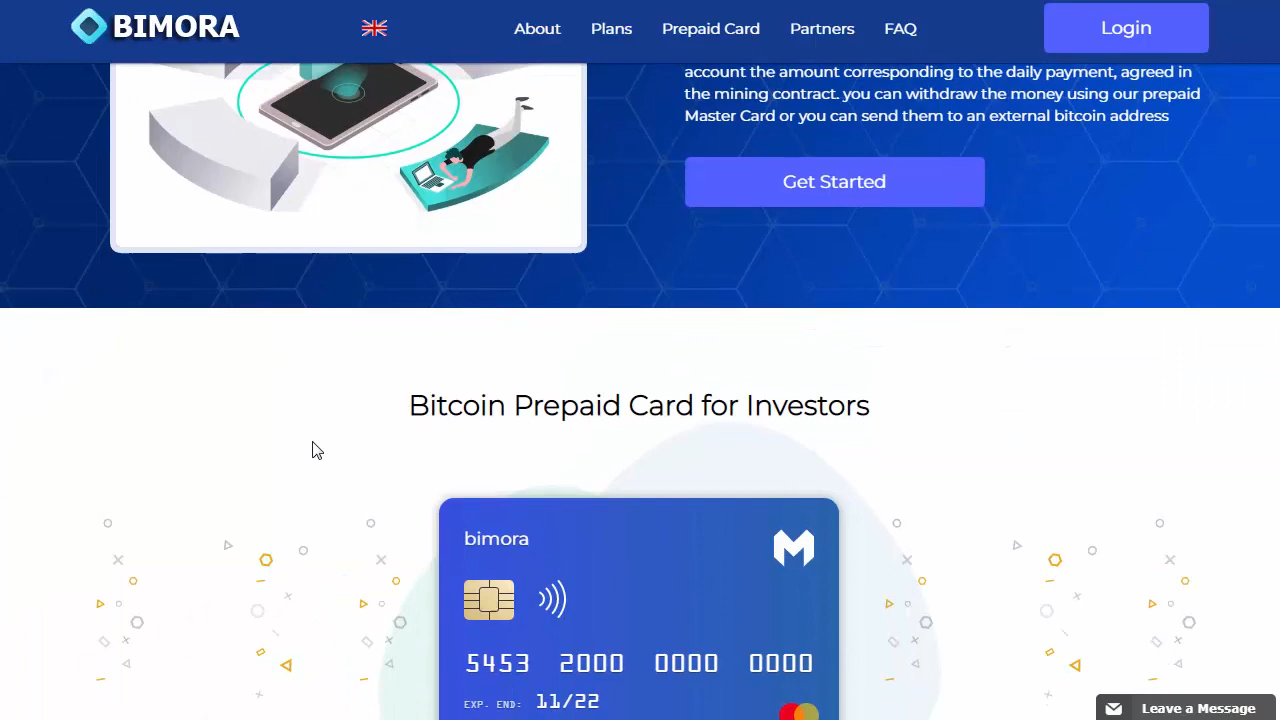 BIMORA
About
Plans
Prepaid Card
Partners
FAQ
Login
account the amount corresponding to the daily payment, agreed in
the mining contract. you can withdraw the money using our prepaid
Master Card or you can send them to an external bitcoin address
Get Started
Bitcoin Prepaid Card for Investors
bimora
5453 2000 0000 0000
EXP. END: 11/22
Leave a Message